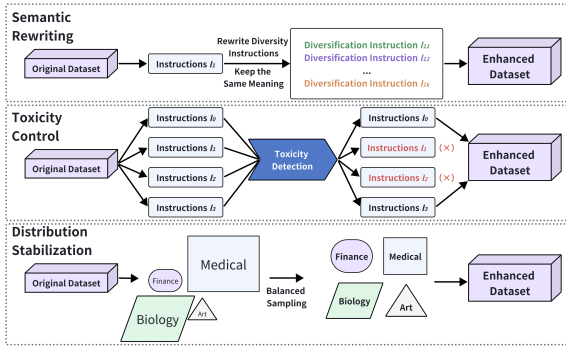 Semantic
Rewriting
Original Dataset
Instructions I₁
Rewrite Diversity
Instructions
Keep the
Same Meaning
Diversification Instruction I₁₁
Diversification Instruction I₁₂
...
Diversification Instruction I₁ₖ
Enhanced
Dataset
Toxicity
Control
Original Dataset
Instructions I₀
Instructions I₁
Instructions I₂
Instructions I₃
Toxicity
Detection
Instructions I₀
Instructions I₁ (×)
Instructions I₂ (×)
Instructions I₃
Enhanced
Dataset
Distribution
Stabilization
Original Dataset
Finance
Medical
Biology
Art
Balanced
Sampling
Finance
Medical
Biology
Art
Enhanced
Dataset